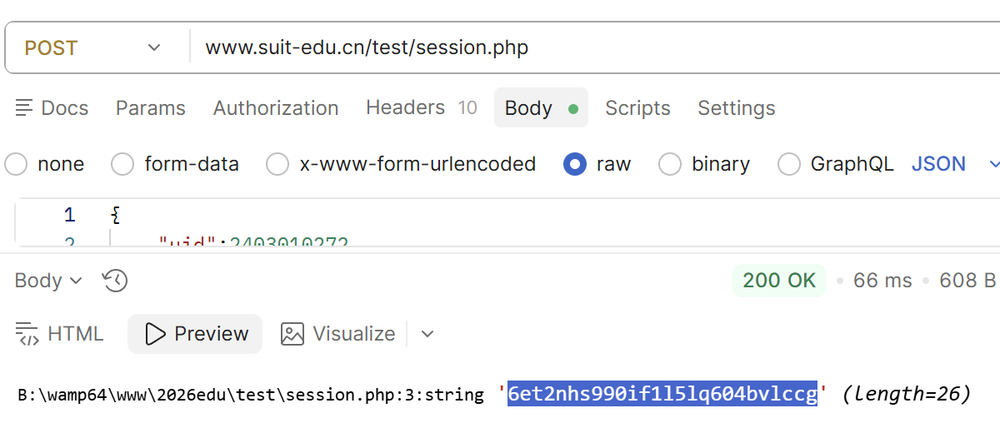 POST www.suit-edu.cn/test/session.php
Docs Params Authorization Headers 10 Body Scripts Settings
none form-data x-www-form-urlencoded raw binary GraphQL JSON
1 {
2 "uid":2403010272
Body 200 OK 66 ms 608 B
HTML Preview Visualize
B:\wamp64\www\2026edu\test\session.php:3:string '6et2nhs990if1l5lq604bvlccg' (length=26)